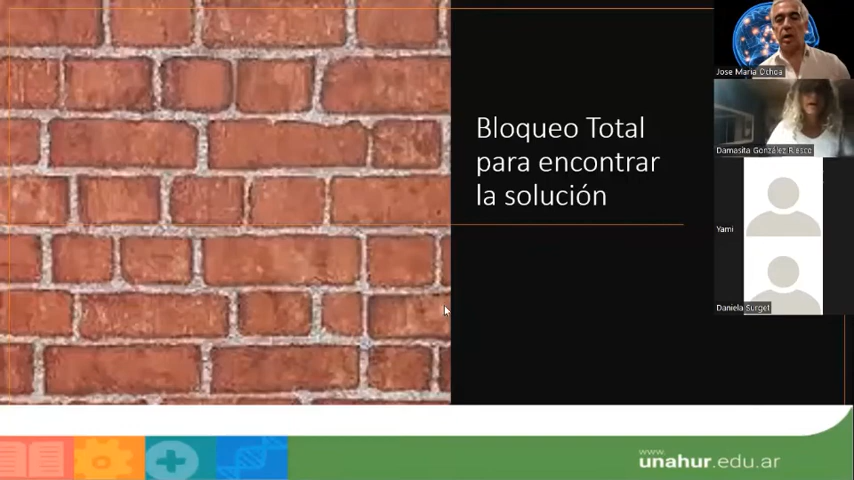 Bloqueo Total
para encontrar
la solución
Jose Maria Ochoa
Damasita González Riesco
Yami
Daniela Surget
www.
unahur.edu.ar